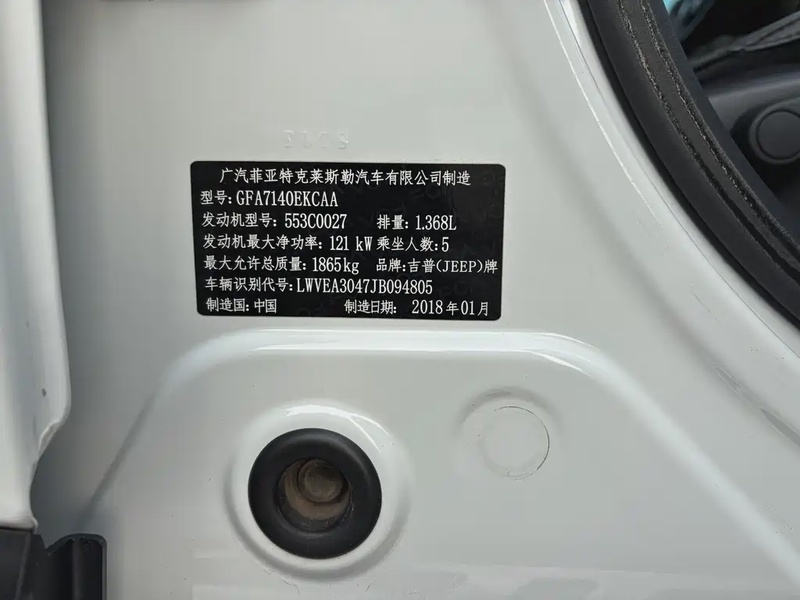 广汽菲亚特克莱斯勒汽车有限公司制造
型号: GFA7140EKCAA
发动机型号: 553C0027 排量: 1.368L
发动机最大净功率: 121 kW 乘坐人数: 5
最大允许总质量: 1865kg 品牌: 吉普(JEEP)牌
车辆识别代号: LWVEA3047JB094805
制造国: 中国 制造日期: 2018年01月